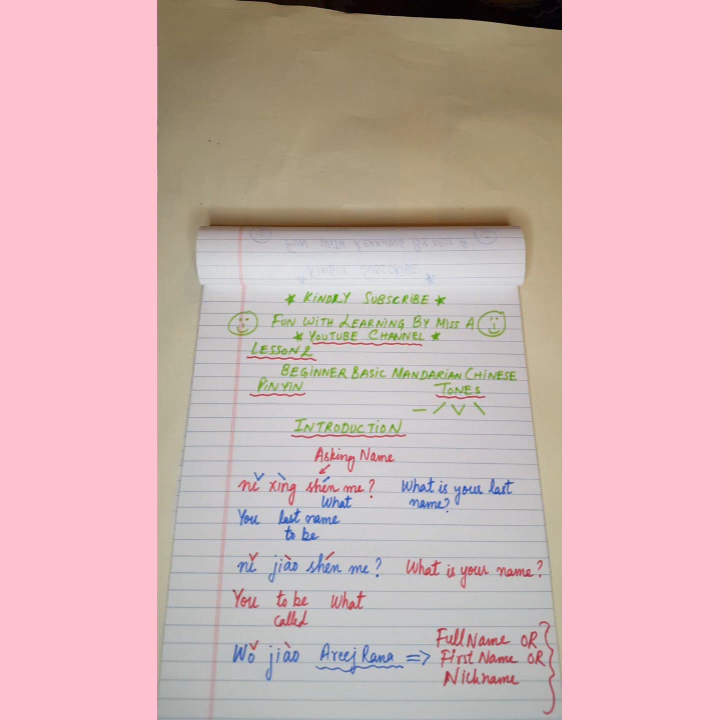 ★ KINDLY SUBSCRIBE ★
FUN WITH LEARNING BY MISS A
★ YOUTUBE CHANNEL ★
LESSON 2
BEGINNER BASIC MANDARIAN CHINESE
PINYIN TONES
— / ∨ \
INTRODUCTION
Asking Name
nǐ xìng shén me? What is your last name?
What
You last name to be
nǐ jiào shén me? What is your name?
You to be called What
Wǒ jiào Areej Rana => Full Name OR
First Name OR
Nickname